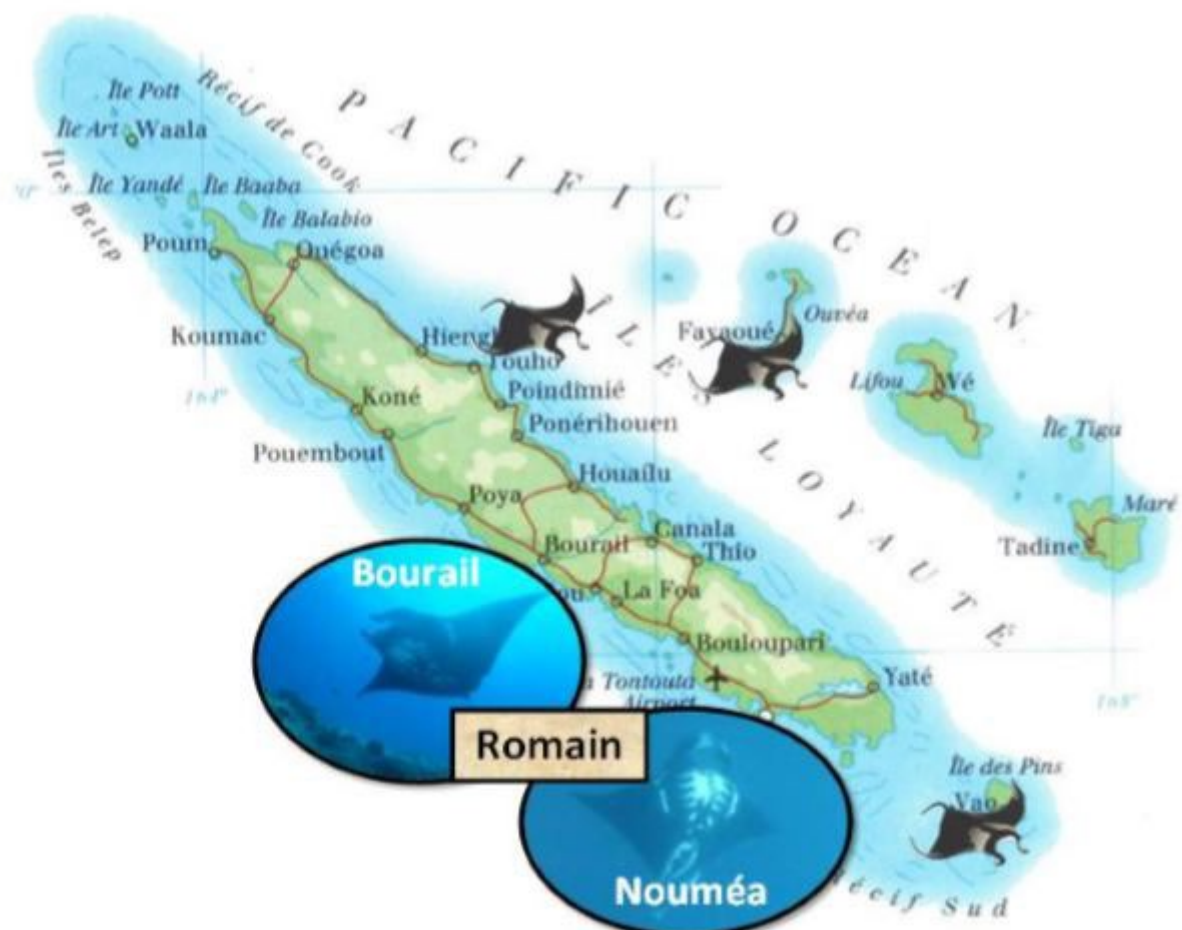 Île Pott
Récif de Cook
PACIFIC OCEAN
Île Art
Waala
Îles Belep
Île Yandé
Île Baaba
Île Balabio
Poum
Ouégoa
Koumac
Touho
ÎLES LOYAUTÉ
Fayaoué
Ouvéa
Lifou
Wé
Koné
Poindimié
Ponérihouen
Île Tiga
Pouembout
Houaïlu
Poya
Maré
Canala
Tadine
Bourail
Thio
Bourail
La Foa
Bouloupari
Yaté
Tontouta
Airport
Romain
Île des Pins
Vao
Nouméa
Récif Sud